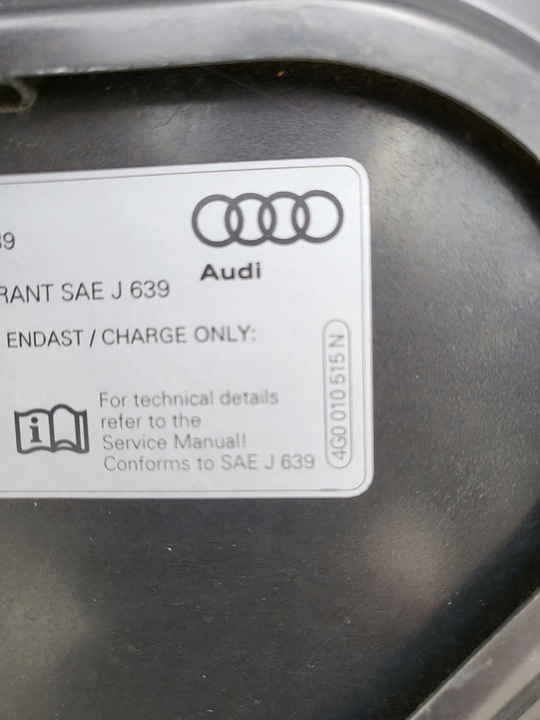 39
Audi
RANT SAE J 639
ENDAST / CHARGE ONLY:
For technical details
refer to the
Service Manual!
Conforms to SAE J 639
4G0 010 515 N